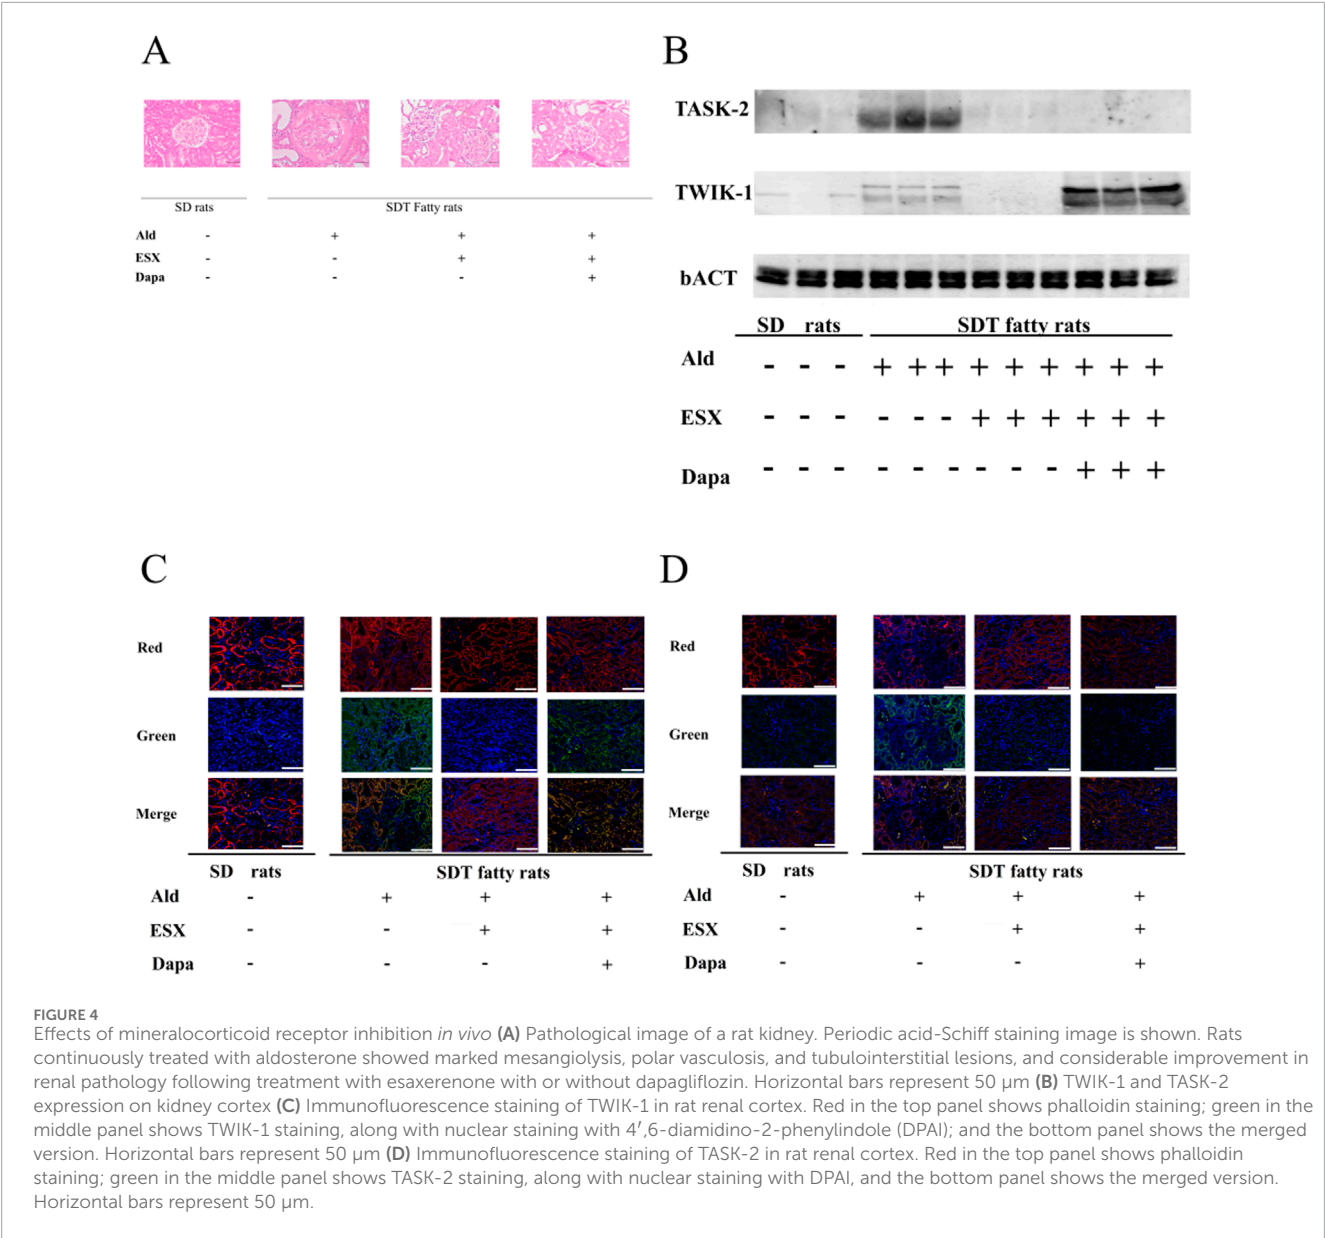 A
SD rats
SDT Fatty rats
Ald - + + +
ESX - - + +
Dapa - - - +
B
TASK-2
TWIK-1
bACT
SD rats
SDT fatty rats
Ald - - - + + + + + + + + +
ESX - - - - - - + + + + + +
Dapa - - - - - - - - - + + +
C
Red
Green
Merge
SD rats
SDT fatty rats
Ald - + + +
ESX - - + +
Dapa - - - +
D
Red
Green
Merge
SD rats
SDT fatty rats
Ald - + + +
ESX - - + +
Dapa - - - +
FIGURE 4
Effects of mineralocorticoid receptor inhibition in vivo (A) Pathological image of a rat kidney. Periodic acid-Schiff staining image is shown. Rats
continuously treated with aldosterone showed marked mesangiolysis, polar vasculosis, and tubulointerstitial lesions, and considerable improvement in
renal pathology following treatment with esaxerenone with or without dapagliflozin. Horizontal bars represent 50 μm (B) TWIK-1 and TASK-2
expression on kidney cortex (C) Immunofluorescence staining of TWIK-1 in rat renal cortex. Red in the top panel shows phalloidin staining; green in the
middle panel shows TWIK-1 staining, along with nuclear staining with 4′,6-diamidino-2-phenylindole (DPAI); and the bottom panel shows the merged
version. Horizontal bars represent 50 μm (D) Immunofluorescence staining of TASK-2 in rat renal cortex. Red in the top panel shows phalloidin
staining; green in the middle panel shows TASK-2 staining, along with nuclear staining with DPAI, and the bottom panel shows the merged version.
Horizontal bars represent 50 μm.